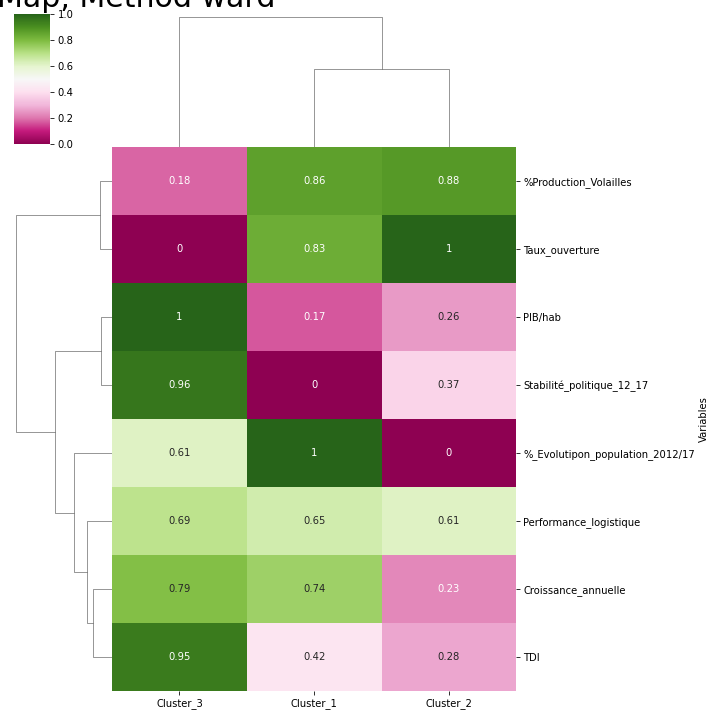 Map, Method ward
1.0
0.8
0.6
0.4
0.2
0.0
0.18 0.86 0.88 %Production_Volailles
0 0.83 1 Taux_ouverture
1 0.17 0.26 PIB/hab
0.96 0 0.37 Stabilité_politique_12_17
Variables
0.61 1 0 %_Evolutipon_population_2012/17
0.69 0.65 0.61 Performance_logistique
0.79 0.74 0.23 Croissance_annuelle
0.95 0.42 0.28 TDI
Cluster_3 Cluster_1 Cluster_2